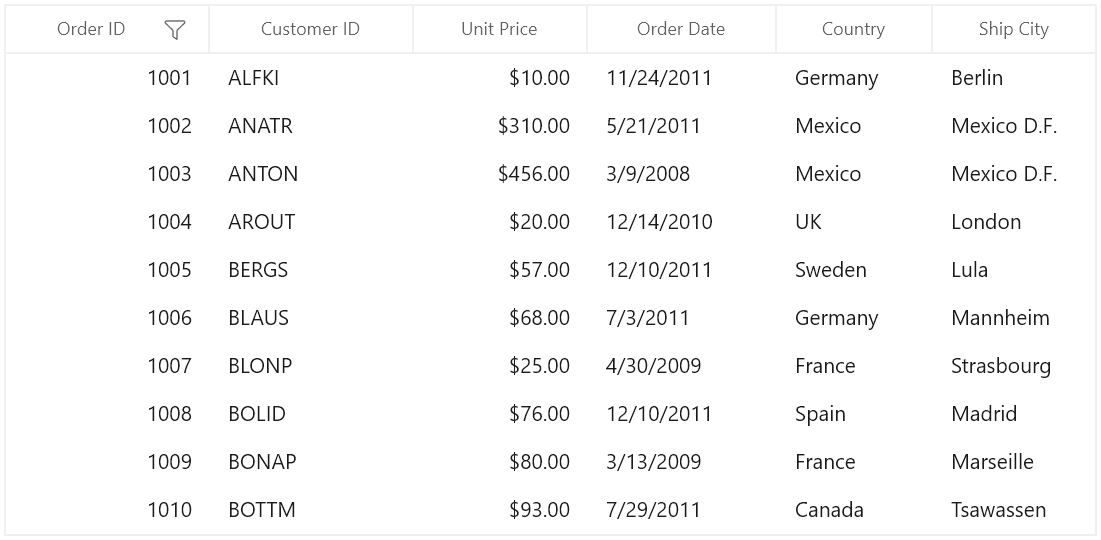 Order ID Customer ID Unit Price Order Date Country Ship City
1001 ALFKI $10.00 11/24/2011 Germany Berlin
1002 ANATR $310.00 5/21/2011 Mexico Mexico D.F.
1003 ANTON $456.00 3/9/2008 Mexico Mexico D.F.
1004 AROUT $20.00 12/14/2010 UK London
1005 BERGS $57.00 12/10/2011 Sweden Lula
1006 BLAUS $68.00 7/3/2011 Germany Mannheim
1007 BLONP $25.00 4/30/2009 France Strasbourg
1008 BOLID $76.00 12/10/2011 Spain Madrid
1009 BONAP $80.00 3/13/2009 France Marseille
1010 BOTTM $93.00 7/29/2011 Canada Tsawassen